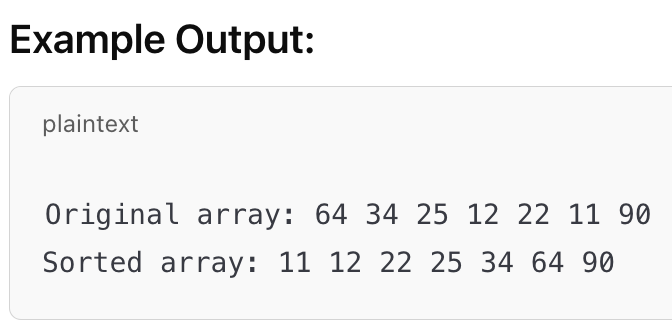 Example Output:
plaintext
Original array: 64 34 25 12 22 11 90
Sorted array: 11 12 22 25 34 64 90